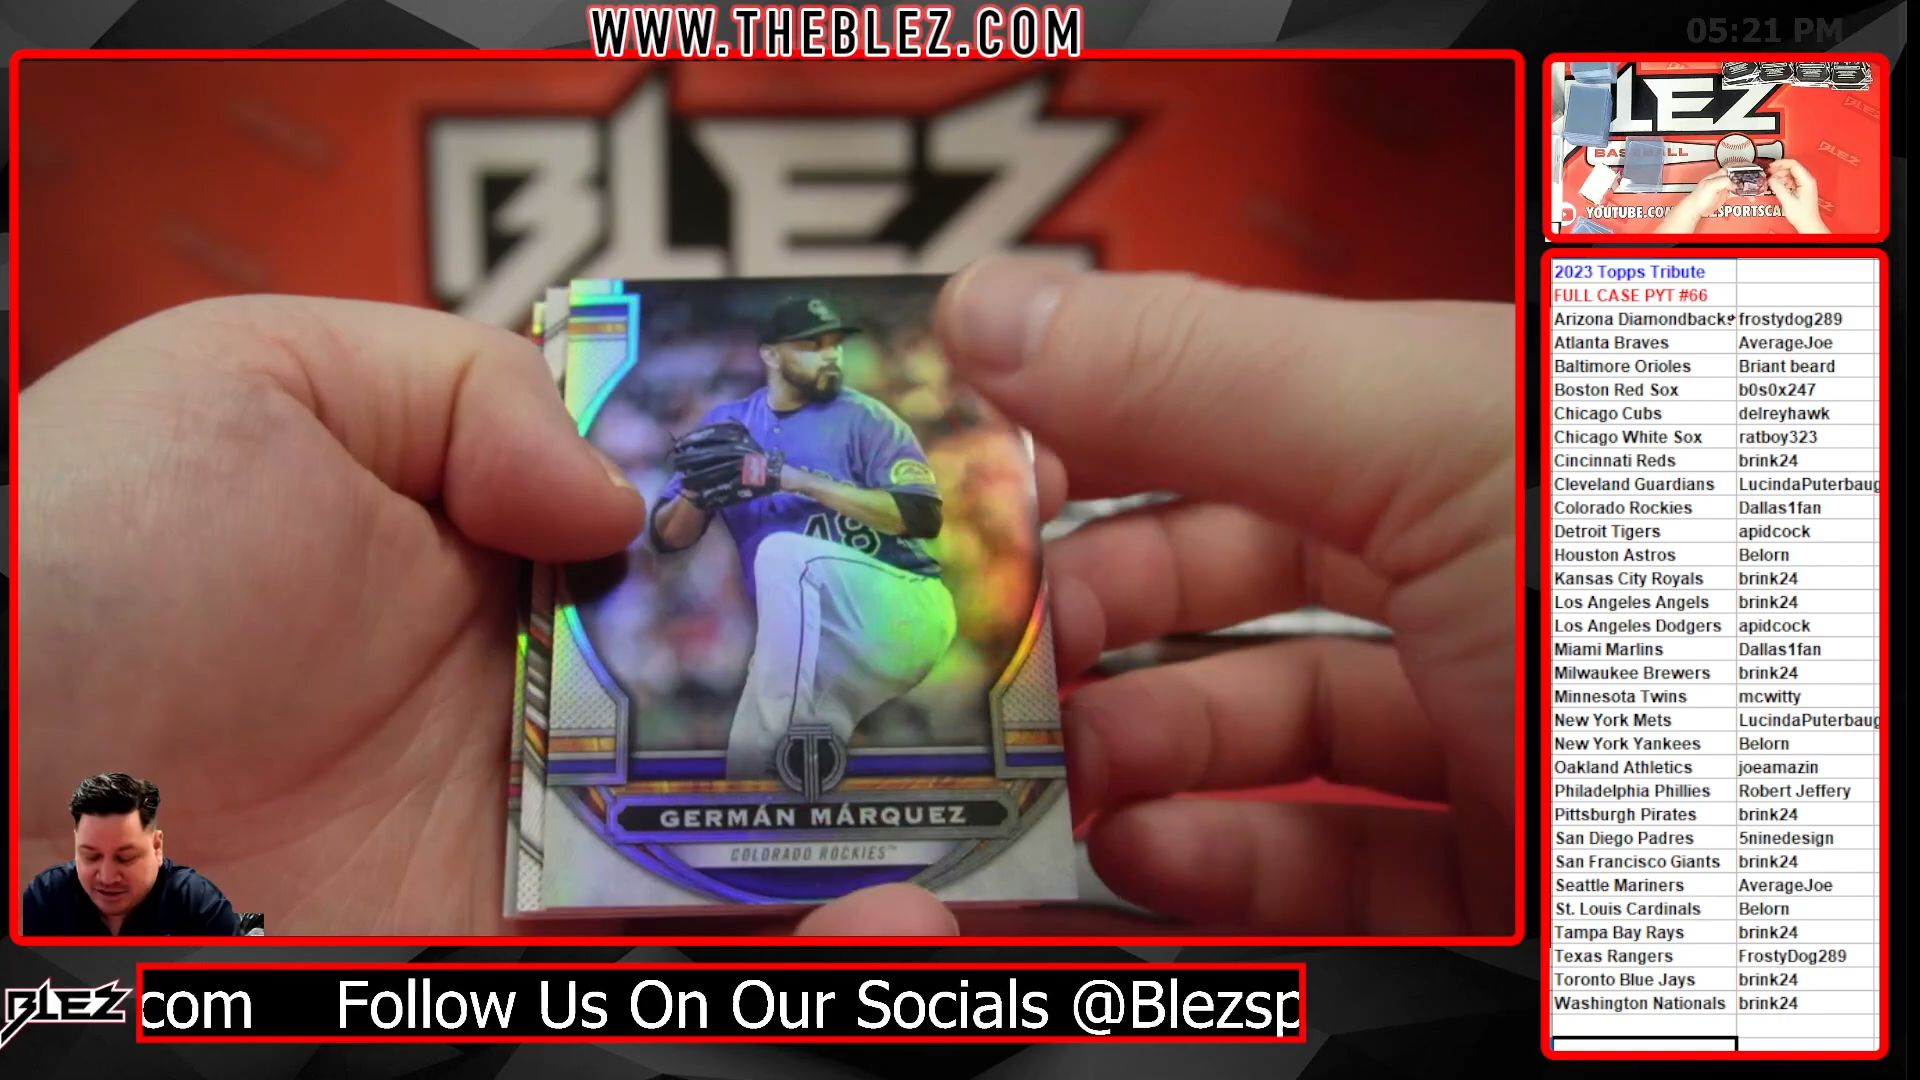 WWW.THEBLEZ.COM
05:21 PM
BLEZ
48
GERMÁN MÁRQUEZ
COLORADO ROCKIES™
LEZ
BLEZ
YOUTUBE.CO
2023 Topps Tribute
FULL CASE PYT #66
Arizona Diamondbacks frostydog289
Atlanta Braves AverageJoe
Baltimore Orioles Briant beard
Boston Red Sox b0s0x247
Chicago Cubs delreyhawk
Chicago White Sox ratboy323
Cincinnati Reds brink24
Cleveland Guardians LucindaPuterbaug
Colorado Rockies Dallas1fan
Detroit Tigers apidcock
Houston Astros Belorn
Kansas City Royals brink24
Los Angeles Angels brink24
Los Angeles Dodgers apidcock
Miami Marlins Dallas1fan
Milwaukee Brewers brink24
Minnesota Twins mcwitty
New York Mets LucindaPuterbaug
New York Yankees Belorn
Oakland Athletics joeamazin
Philadelphia Phillies Robert Jeffery
Pittsburgh Pirates brink24
San Diego Padres 5ninedesign
San Francisco Giants brink24
Seattle Mariners AverageJoe
St. Louis Cardinals Belorn
Tampa Bay Rays brink24
Texas Rangers FrostyDog289
Toronto Blue Jays brink24
Washington Nationals brink24
BLEZ
com Follow Us On Our Socials @Blezsp